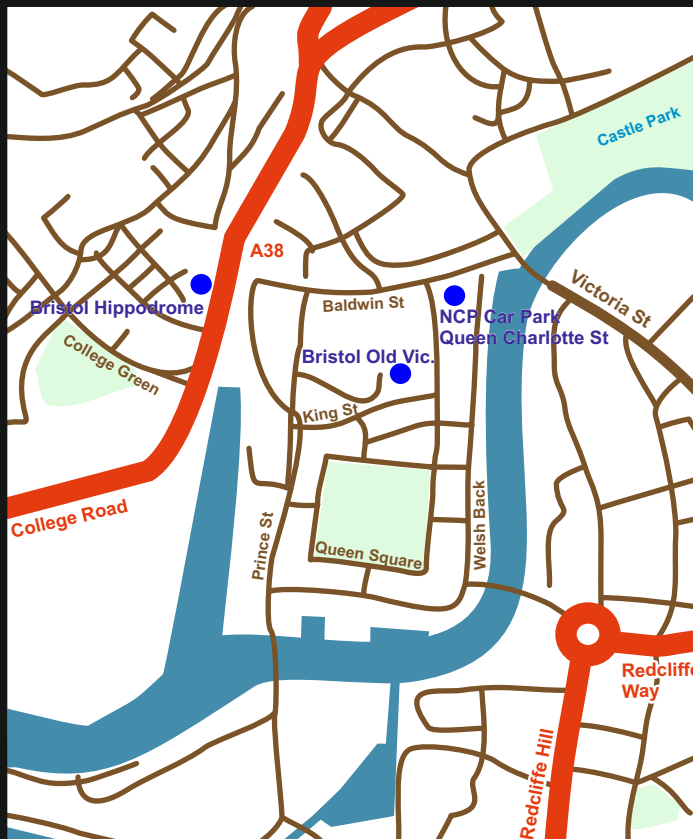 Castle Park
A38
Victoria St
Bristol Hippodrome
Baldwin St
NCP Car Park
Queen Charlotte St
College Green
Bristol Old Vic.
King St
College Road
Prince St
Welsh Back
Queen Square
Redcliffe
Way
Redcliffe Hill